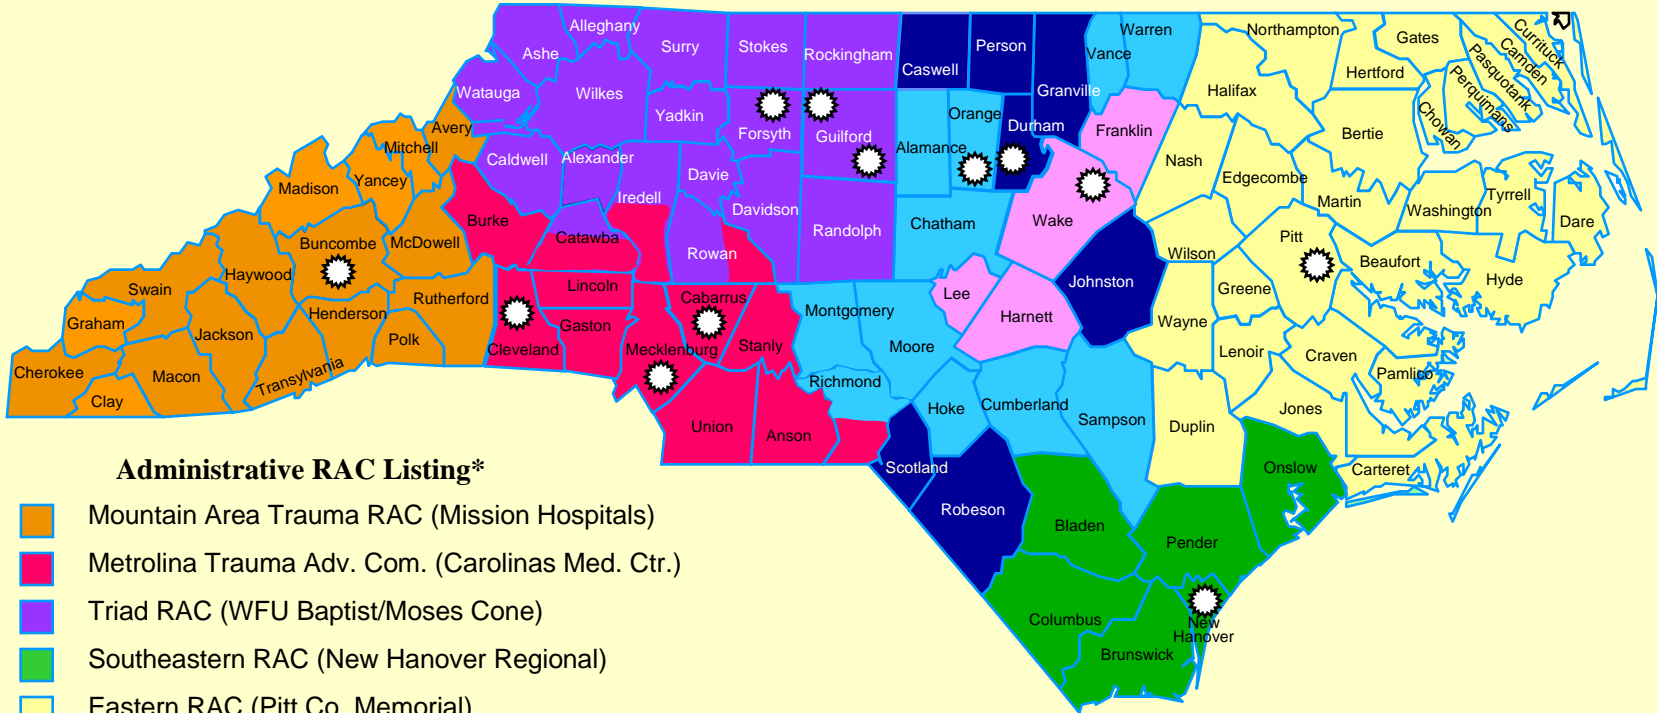 Alleghany
Ashe
Surry
Stokes
Rockingham
Caswell
Person
Granville
Vance
Warren
Northampton
Gates
Currituck
Camden
Pasquotank
Perquimans
Chowan
Hertford
Halifax
Bertie
Watauga
Wilkes
Yadkin
Forsyth
Guilford
Alamance
Orange
Durham
Franklin
Nash
Edgecombe
Martin
Washington
Tyrrell
Dare
Avery
Mitchell
Yancey
Madison
Caldwell
Alexander
Iredell
Davie
Davidson
Randolph
Chatham
Wake
Wilson
Pitt
Beaufort
Hyde
Burke
McDowell
Buncombe
Haywood
Swain
Graham
Cherokee
Clay
Macon
Jackson
Transylvania
Henderson
Polk
Rutherford
Catawba
Rowan
Lincoln
Cleveland
Gaston
Mecklenburg
Cabarrus
Stanly
Union
Anson
Montgomery
Moore
Lee
Harnett
Johnston
Greene
Wayne
Lenoir
Craven
Pamlico
Jones
Carteret
Richmond
Hoke
Cumberland
Sampson
Duplin
Onslow
Scotland
Robeson
Bladen
Pender
Columbus
Brunswick
New
Hanover
Administrative RAC Listing*
Mountain Area Trauma RAC (Mission Hospitals)
Metrolina Trauma Adv. Com. (Carolinas Med. Ctr.)
Triad RAC (WFU Baptist/Moses Cone)
Southeastern RAC (New Hanover Regional)
Eastern RAC (Pitt Co. Memorial)